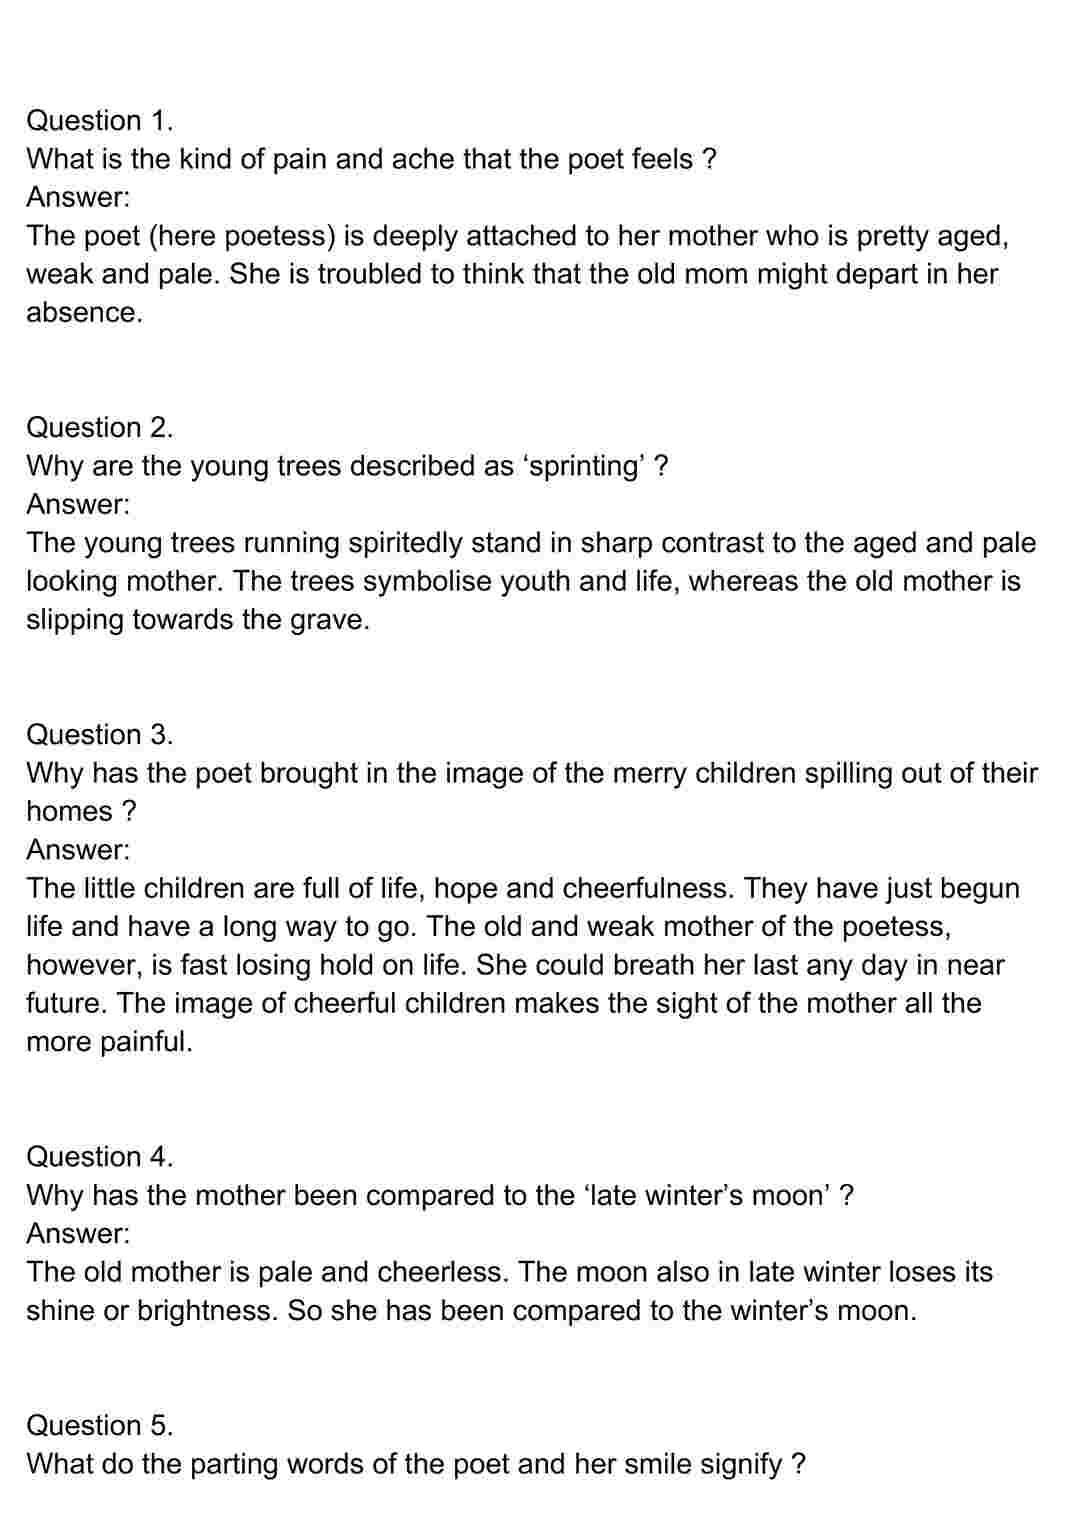 Question 1.
What is the kind of pain and ache that the poet feels ?
Answer:
The poet (here poetess) is deeply attached to her mother who is pretty aged,
weak and pale. She is troubled to think that the old mom might depart in her
absence.
Question 2.
Why are the young trees described as ‘sprinting’ ?
Answer:
The young trees running spiritedly stand in sharp contrast to the aged and pale
looking mother. The trees symbolise youth and life, whereas the old mother is
slipping towards the grave.
Question 3.
Why has the poet brought in the image of the merry children spilling out of their
homes ?
Answer:
The little children are full of life, hope and cheerfulness. They have just begun
life and have a long way to go. The old and weak mother of the poetess,
however, is fast losing hold on life. She could breath her last any day in near
future. The image of cheerful children makes the sight of the mother all the
more painful.
Question 4.
Why has the mother been compared to the ‘late winter’s moon’ ?
Answer:
The old mother is pale and cheerless. The moon also in late winter loses its
shine or brightness. So she has been compared to the winter’s moon.
Question 5.
What do the parting words of the poet and her smile signify ?